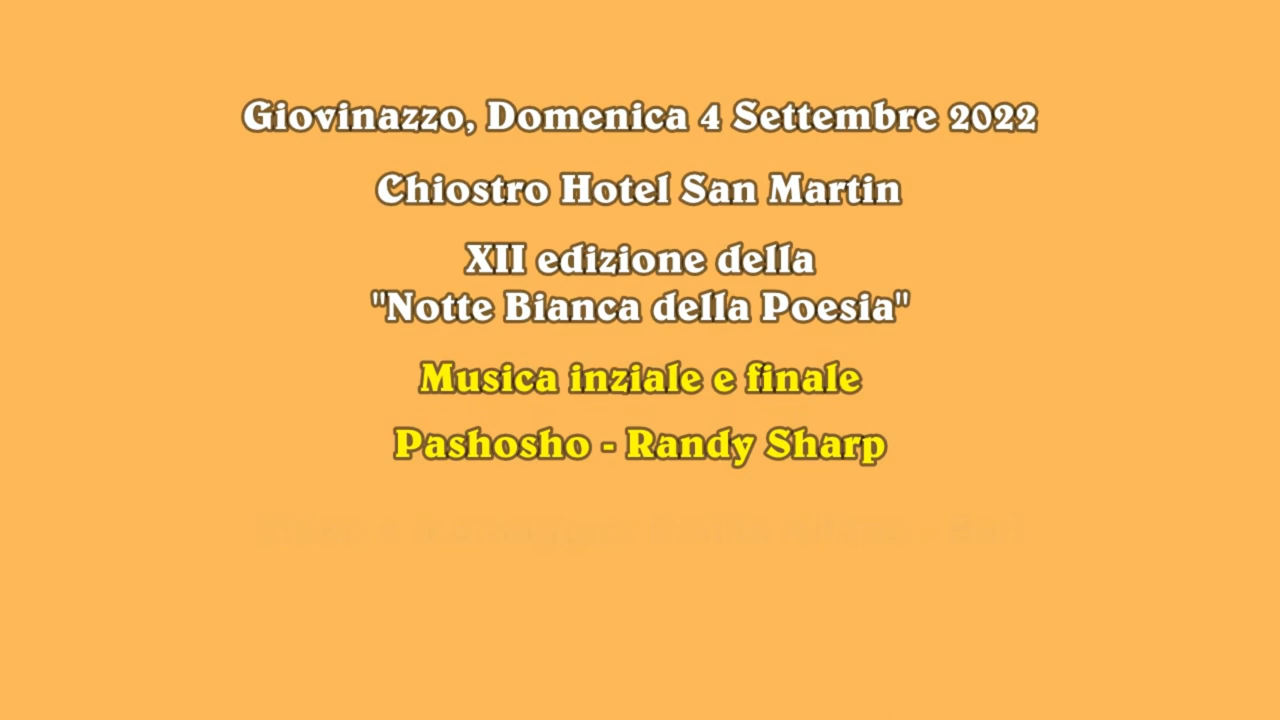 Giovinazzo, Domenica 4 Settembre 2022
Chiostro Hotel San Martin
XII edizione della
"Notte Bianca della Poesia"
Musica inziale e finale
Pashosho - Randy Sharp